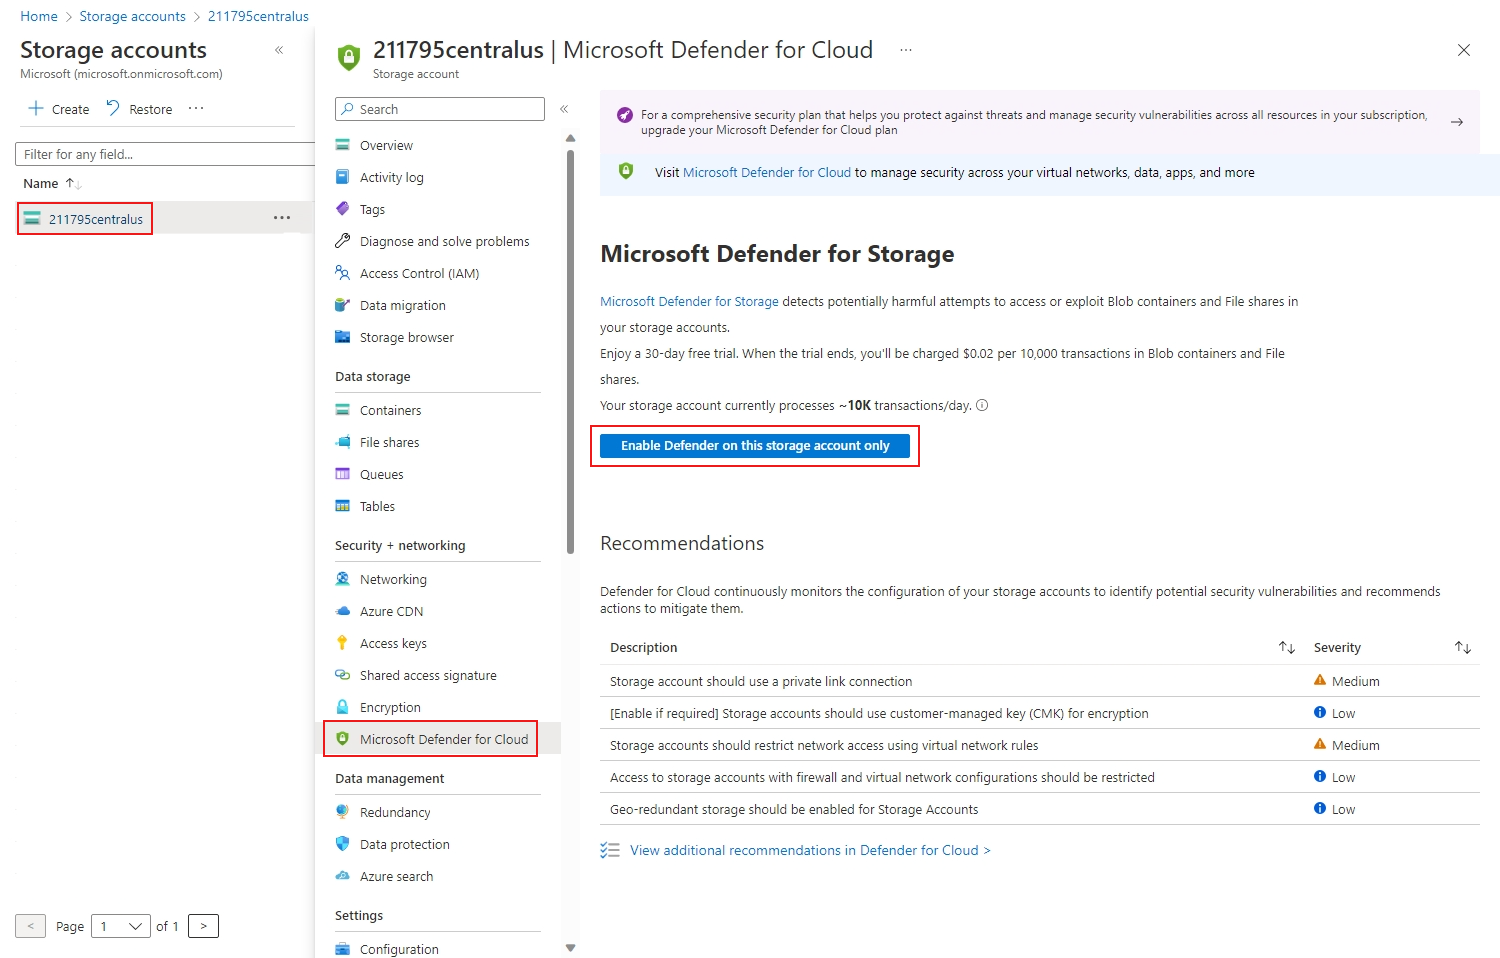 Home > Storage accounts > 211795centralus
Storage accounts
«
Microsoft (microsoft.onmicrosoft.com)
+ Create Restore ···
Filter for any field...
Name ↑↓
211795centralus ···
< Page 1 of 1 >
211795centralus | Microsoft Defender for Cloud ···
Storage account
Search
«
Overview
Activity log
Tags
Diagnose and solve problems
Access Control (IAM)
Data migration
Storage browser
Data storage
Containers
File shares
Queues
Tables
Security + networking
Networking
Azure CDN
Access keys
Shared access signature
Encryption
Microsoft Defender for Cloud
Data management
Redundancy
Data protection
Azure search
Settings
Configuration
For a comprehensive security plan that helps you protect against threats and manage security vulnerabilities across all resources in your subscription,
upgrade your Microsoft Defender for Cloud plan
→
Visit Microsoft Defender for Cloud to manage security across your virtual networks, data, apps, and more
Microsoft Defender for Storage
Microsoft Defender for Storage detects potentially harmful attempts to access or exploit Blob containers and File shares in
your storage accounts.
Enjoy a 30-day free trial. When the trial ends, you'll be charged $0.02 per 10,000 transactions in Blob containers and File
shares.
Your storage account currently processes ~10K transactions/day.
Enable Defender on this storage account only
Recommendations
Defender for Cloud continuously monitors the configuration of your storage accounts to identify potential security vulnerabilities and recommends
actions to mitigate them.
Description ↑↓ Severity ↑↓
Storage account should use a private link connection Medium
[Enable if required] Storage accounts should use customer-managed key (CMK) for encryption Low
Storage accounts should restrict network access using virtual network rules Medium
Access to storage accounts with firewall and virtual network configurations should be restricted Low
Geo-redundant storage should be enabled for Storage Accounts Low
View additional recommendations in Defender for Cloud >